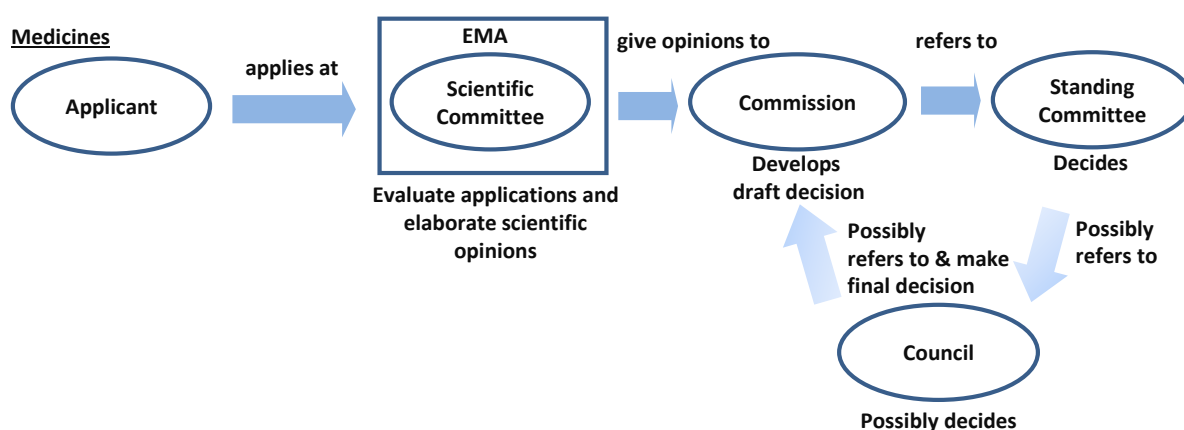 Medicines
Applicant
applies at
EMA
Scientific
Committee
Evaluate applications and
elaborate scientific
opinions
give opinions to
Commission
Develops
draft decision
refers to
Standing
Committee
Decides
Possibly
refers to
Council
Possibly decides
Possibly
refers to & make
final decision